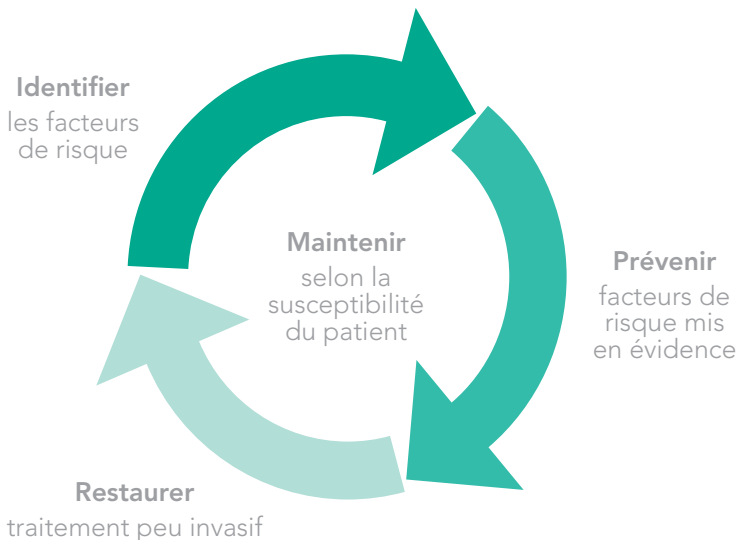 Identifier
les facteurs
de risque
Maintenir
selon la
susceptibilité
du patient
Prévenir
facteurs de
risque mis
en évidence
Restaurer
traitement peu invasif